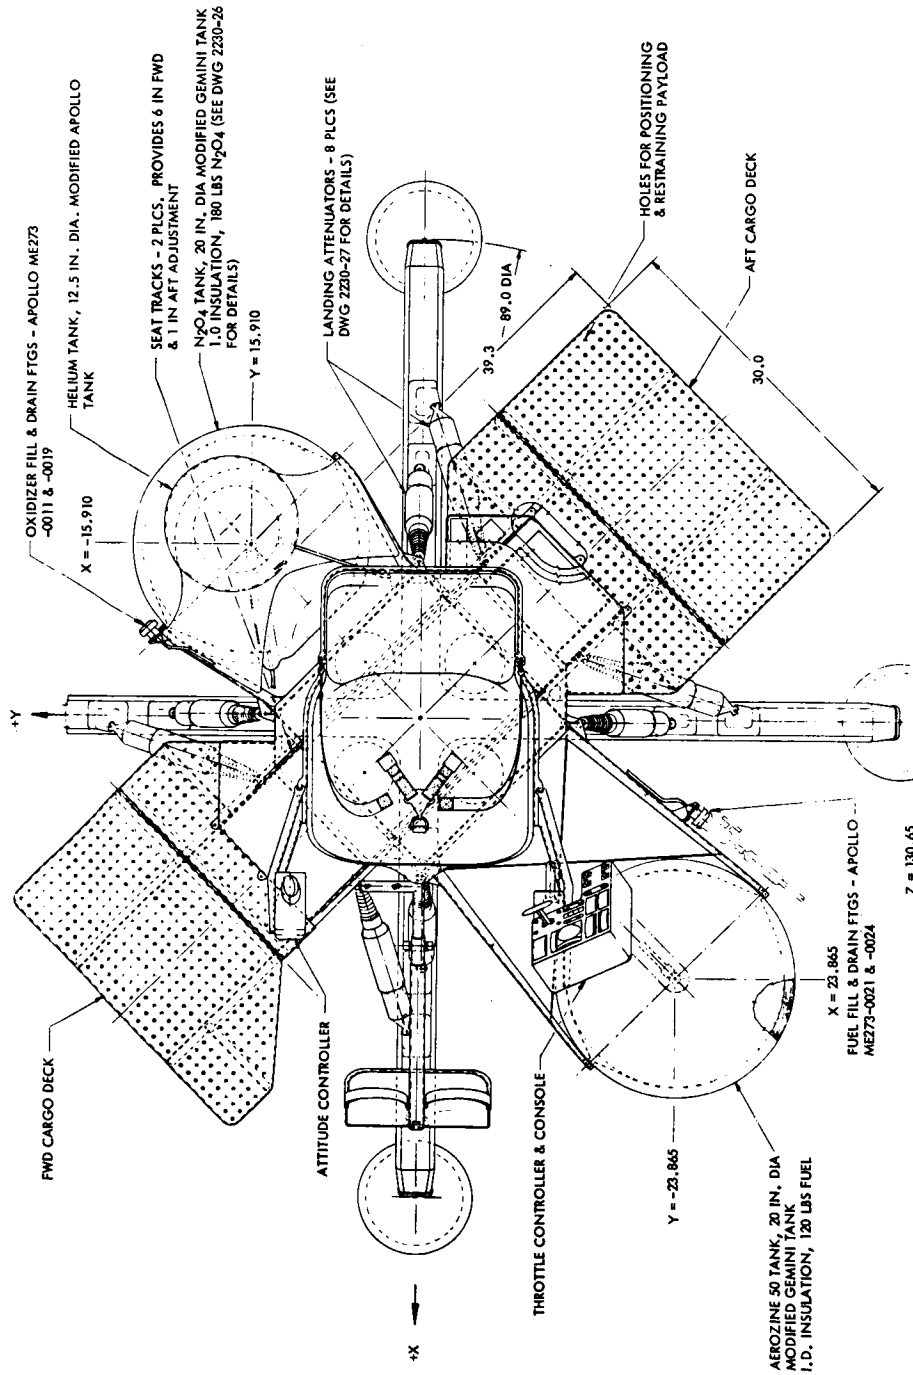 OXIDIZER FILL & DRAIN FTGS - APOLLO ME273
-0011 & -0019
HELIUM TANK, 12.5 IN. DIA. MODIFIED APOLLO
TANK
SEAT TRACKS - 2 PLCS, PROVIDES 6 IN FWD
& 1 IN AFT ADJUSTMENT
N2O4 TANK, 20 IN. DIA MODIFIED GEMINI TANK
1.0 INSULATION, 180 LBS N2O4 (SEE DWG 2230-26
FOR DETAILS)
Y = 15.910
X = -15.910
LANDING ATTENUATORS - 8 PLCS (SEE
DWG 2230-27 FOR DETAILS)
HOLES FOR POSITIONING
& RESTRAINING PAYLOAD
89.0 DIA
39.3
AFT CARGO DECK
30.0
+Y
FWD CARGO DECK
ATTITUDE CONTROLLER
+X
THROTTLE CONTROLLER & CONSOLE
Y = -23.865
X = 23.865
FUEL FILL & DRAIN FTGS - APOLLO -
ME273-0021 & -0024
Z = 130.65
AEROZINE 50 TANK, 20 IN. DIA
MODIFIED GEMINI TANK
I.D. INSULATION, 120 LBS FUEL